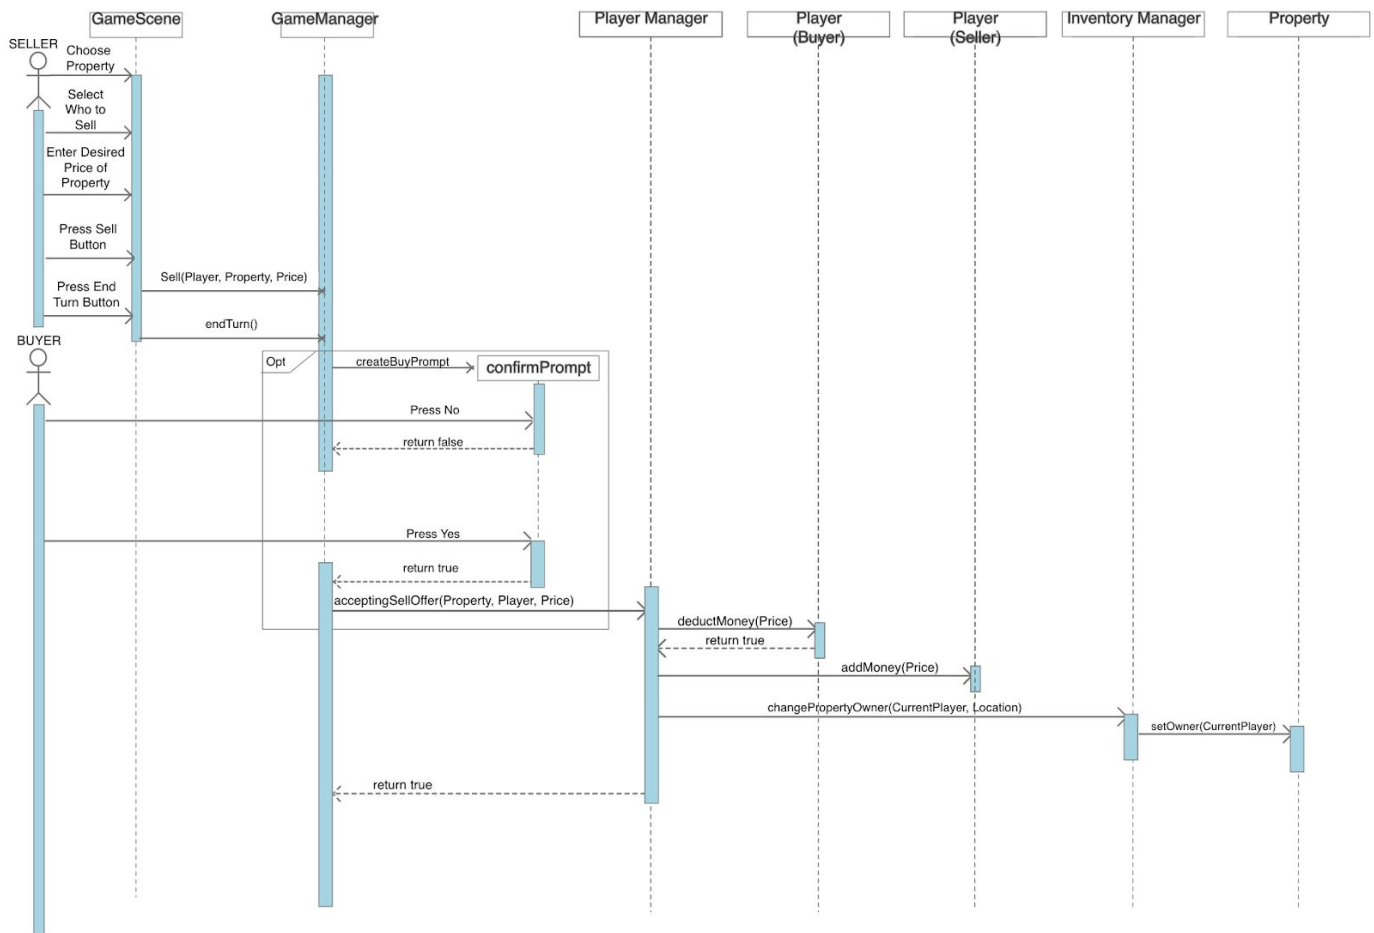 GameScene
GameManager
Player Manager
Player
(Buyer)
Player
(Seller)
Inventory Manager
Property
SELLER
Choose
Property
Select
Who to
Sell
Enter Desired
Price of
Property
Press Sell
Button
Sell(Player, Property, Price)
Press End
Turn Button
endTurn()
BUYER
Opt
createBuyPrompt
confirmPrompt
Press No
return false
Press Yes
return true
acceptingSellOffer(Property, Player, Price)
deductMoney(Price)
return true
addMoney(Price)
changePropertyOwner(CurrentPlayer, Location)
setOwner(CurrentPlayer)
return true